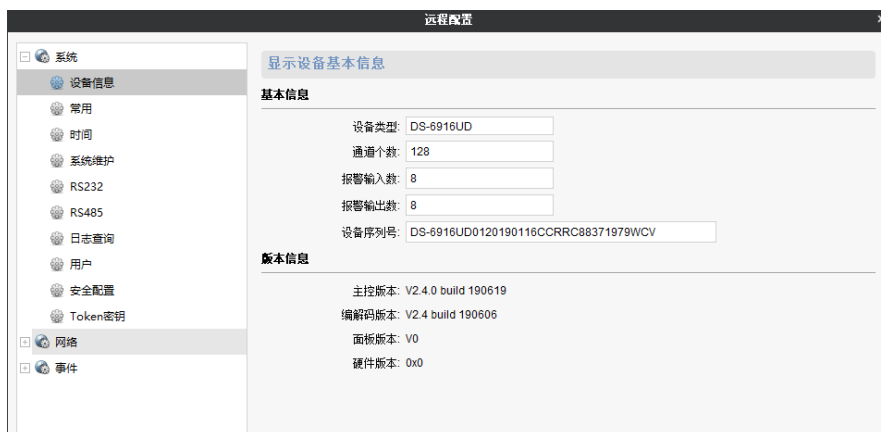 远程配置
系统
设备信息
常用
时间
系统维护
RS232
RS485
日志查询
用户
安全配置
Token密钥
网络
事件
显示设备基本信息
基本信息
设备类型: DS-6916UD
通道个数: 128
报警输入数: 8
报警输出数: 8
设备序列号: DS-6916UD0120190116CCRRC88371979WCV
版本信息
主控版本: V2.4.0 build 190619
编解码版本: V2.4 build 190606
面板版本: V0
硬件版本: 0x0